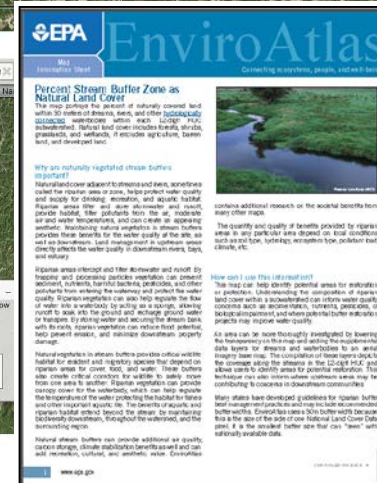 EPA
EnviroAtlas
Map
Information Sheet
Connecting ecosystems, people, and well-being
Percent Stream Buffer Zone as
Natural Land Cover
This map portrays the percent of naturally covered land
within 30 meters of streams, rivers, and other hydrologically
connected waterbodies within each 12-digit HUC
subwatershed. Natural land cover includes forests, shrubs,
grasslands, and wetlands; it excludes agriculture, barren
land, and developed land.
Why are naturally vegetated stream buffers
important?
Natural land cover adjacent to streams and rivers, sometimes
called the riparian area or zone, helps protect water quality
and supply for drinking, recreation, and aquatic habitat.
Riparian areas filter and store stormwater and runoff,
provide habitat, filter pollutants from the air, moderate
air and water temperatures, and can create an appealing
aesthetic. Maintaining natural vegetation in stream buffers
provides these benefits for the water quality of the site, as
well as downstream. Land management in upstream areas
directly affects the water quality in downstream rivers, bays,
and estuary
Riparian areas intercept and filter stormwater and runoff. By
trapping and processing particles vegetation can prevent
sediment, nutrients, harmful bacteria, pesticides, and other
pollutants from entering the waterway and protect the water
quality. Riparian vegetation can also help regulate the flow
of water into a waterbody by acting as a sponge, allowing
runoff to soak into the ground and recharge ground water
or transpire. By storing water and securing the stream bank
with its roots, riparian vegetation can reduce flood potential,
help prevent erosion, and minimize downstream property
damage.
Natural vegetation in stream buffers provides critical wildlife
habitat for resident and migratory species that depend on
riparian areas for cover, food, and water. These buffers
also create critical corridors for wildlife to safely move
from one area to another. Riparian vegetation can provide
canopy cover for the waterbody, which can help regulate
the temperature of the water protecting the habitat for fishes
and other important aquatic life. The benefits of aquatic and
riparian habitat extend beyond the stream by maintaining
biodiversity downstream, throughout the watershed, and the
surrounding region.
Natural stream buffers can provide additional air quality,
carbon storage, climate stabilization benefits as well and can
add recreation, cultural, and aesthetic value. EnviroAtlas
contains additional research on the societal benefits from
many other maps.
The quantity and quality of benefits provided by riparian
areas in any particular area depend on local conditions
such as soil type, hydrology, ecosystem type, pollutant load,
climate, etc.
How can I use this information?
This map can help identify potential areas for restoration
or protection. Understanding the composition of riparian
land cover within a subwatershed can inform water quality
concerns such as sedimentation, nutrients, pesticides, or
biological impairment, and where potential buffer restoration
projects may improve water quality.
An area can be more thoroughly investigated by lowering
the transparency on this map and adding the supplemental
data layers for streams and waterbodies to an aerial
imagery base map. The compilation of these layers depicts
the coverage along the streams in the 12-digit HUC and
allows users to identify areas for potential restoration. This
technique can also inform where upstream areas may be
contributing to concerns in downstream communities.
Many states have developed guidelines for riparian buffer
best management practices and may include recommended
buffer widths. EnviroAtlas uses a 30m buffer width because
this is the size of the side of one National Land Cover Data
pixel; it is the smallest buffer size that can "seen" with
nationally available data.
1
www.epa.gov